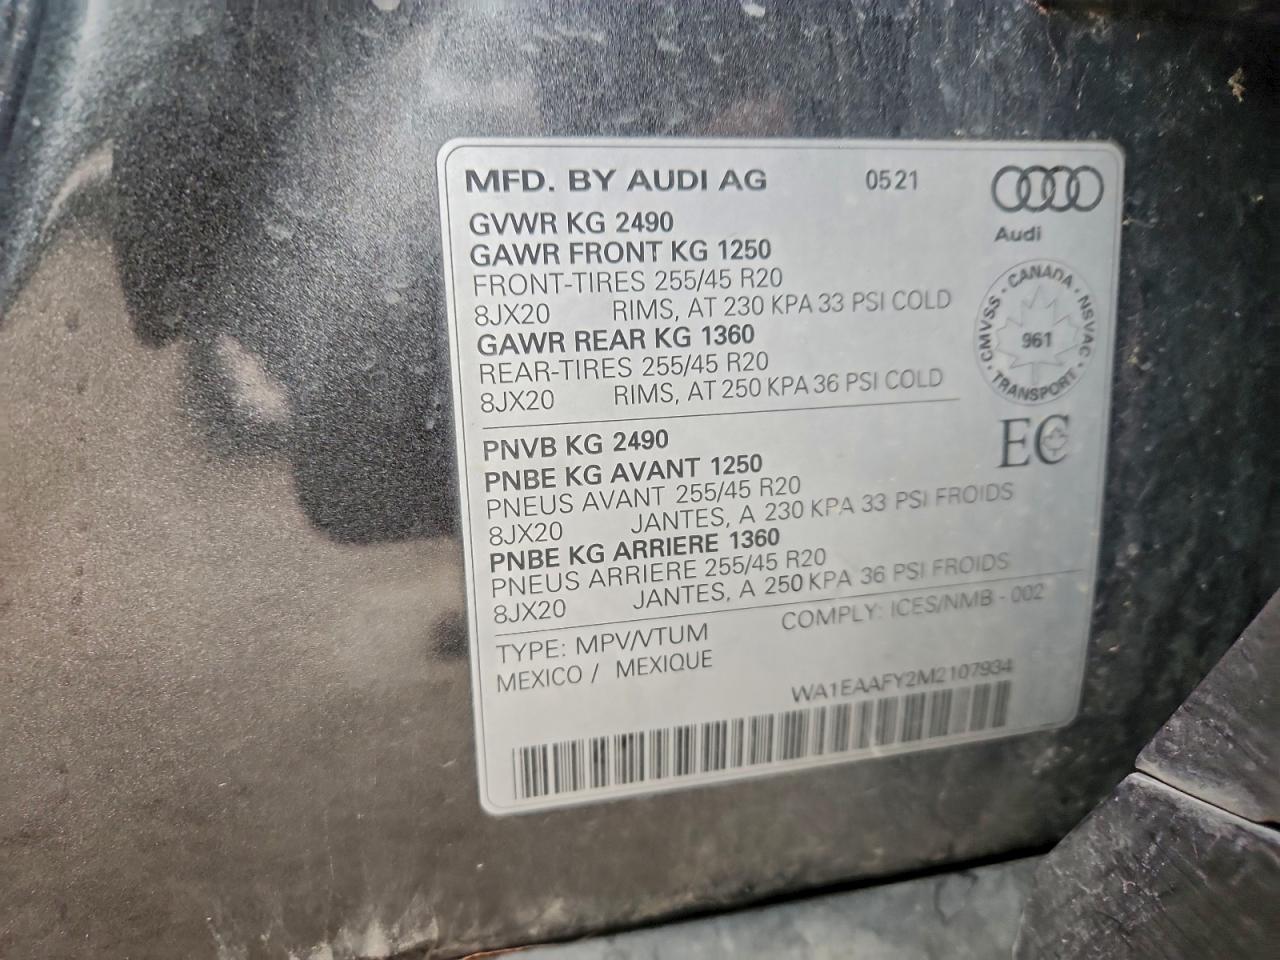 MFD. BY AUDI AG 0521
Audi
GVWR KG 2490
GAWR FRONT KG 1250
FRONT-TIRES 255/45 R20
8JX20 RIMS, AT 230 KPA 33 PSI COLD
GAWR REAR KG 1360
REAR-TIRES 255/45 R20
8JX20 RIMS, AT 250 KPA 36 PSI COLD
CANADA · NSVAC · TRANSPORT · CMVSS ·
961
EC
PNVB KG 2490
PNBE KG AVANT 1250
PNEUS AVANT 255/45 R20
8JX20 JANTES, A 230 KPA 33 PSI FROIDS
PNBE KG ARRIERE 1360
PNEUS ARRIERE 255/45 R20
8JX20 JANTES, A 250 KPA 36 PSI FROIDS
TYPE: MPV/VTUM COMPLY: ICES/NMB - 002
MEXICO / MEXIQUE
WA1EAAFY2M2107934